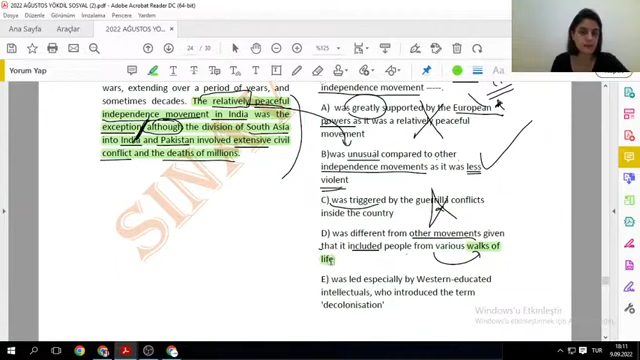 2022 AĞUSTOS YÖKDİL SOSYAL (2).pdf - Adobe Acrobat Reader DC (64-bit)
Dosya Düzenle Görüntüle İmzala Pencere Yardım
Ana Sayfa Araçlar 2022 AĞUSTOS YÖK...
24 / 30 %125
Yorum Yap
wars, extending over a period of years, and
sometimes decades. The relatively peaceful
independence movement in India was the
exception, although the division of South Asia
into India and Pakistan involved extensive civil
conflict and the deaths of millions.
independence movement ----.
A) was greatly supported by the European
powers as it was a relatively peaceful
movement
B)was unusual compared to other
independence movements as it was less
violent
C) was triggered by the guerrilla conflicts
inside the country
D) was different from other movements given
that it included people from various walks of
life
E) was led especially by Western-educated
intellectuals, who introduced the term
'decolonisation'
Windows'u Etkinleştir
TUR
18:11
9.09.2022